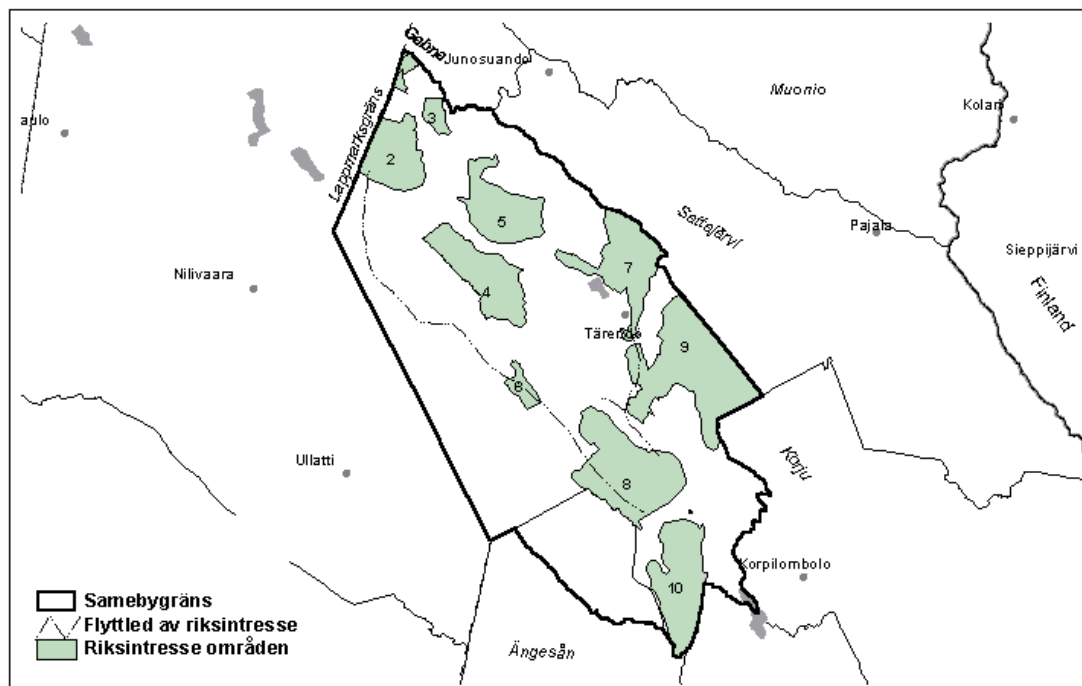 Gabna
Junosuando
Muonio
Kolari
aulo
Lappmarksgräns
3
2
5
Sattejärvi
Pajala
Sieppijärvi
Finland
Nilivaara
7
4
Tärendö
9
6
Ullatti
8
Korju
Korpilombolo
10
Ängesån
Samebygräns
Flyttled av riksintresse
Riksintresse områden